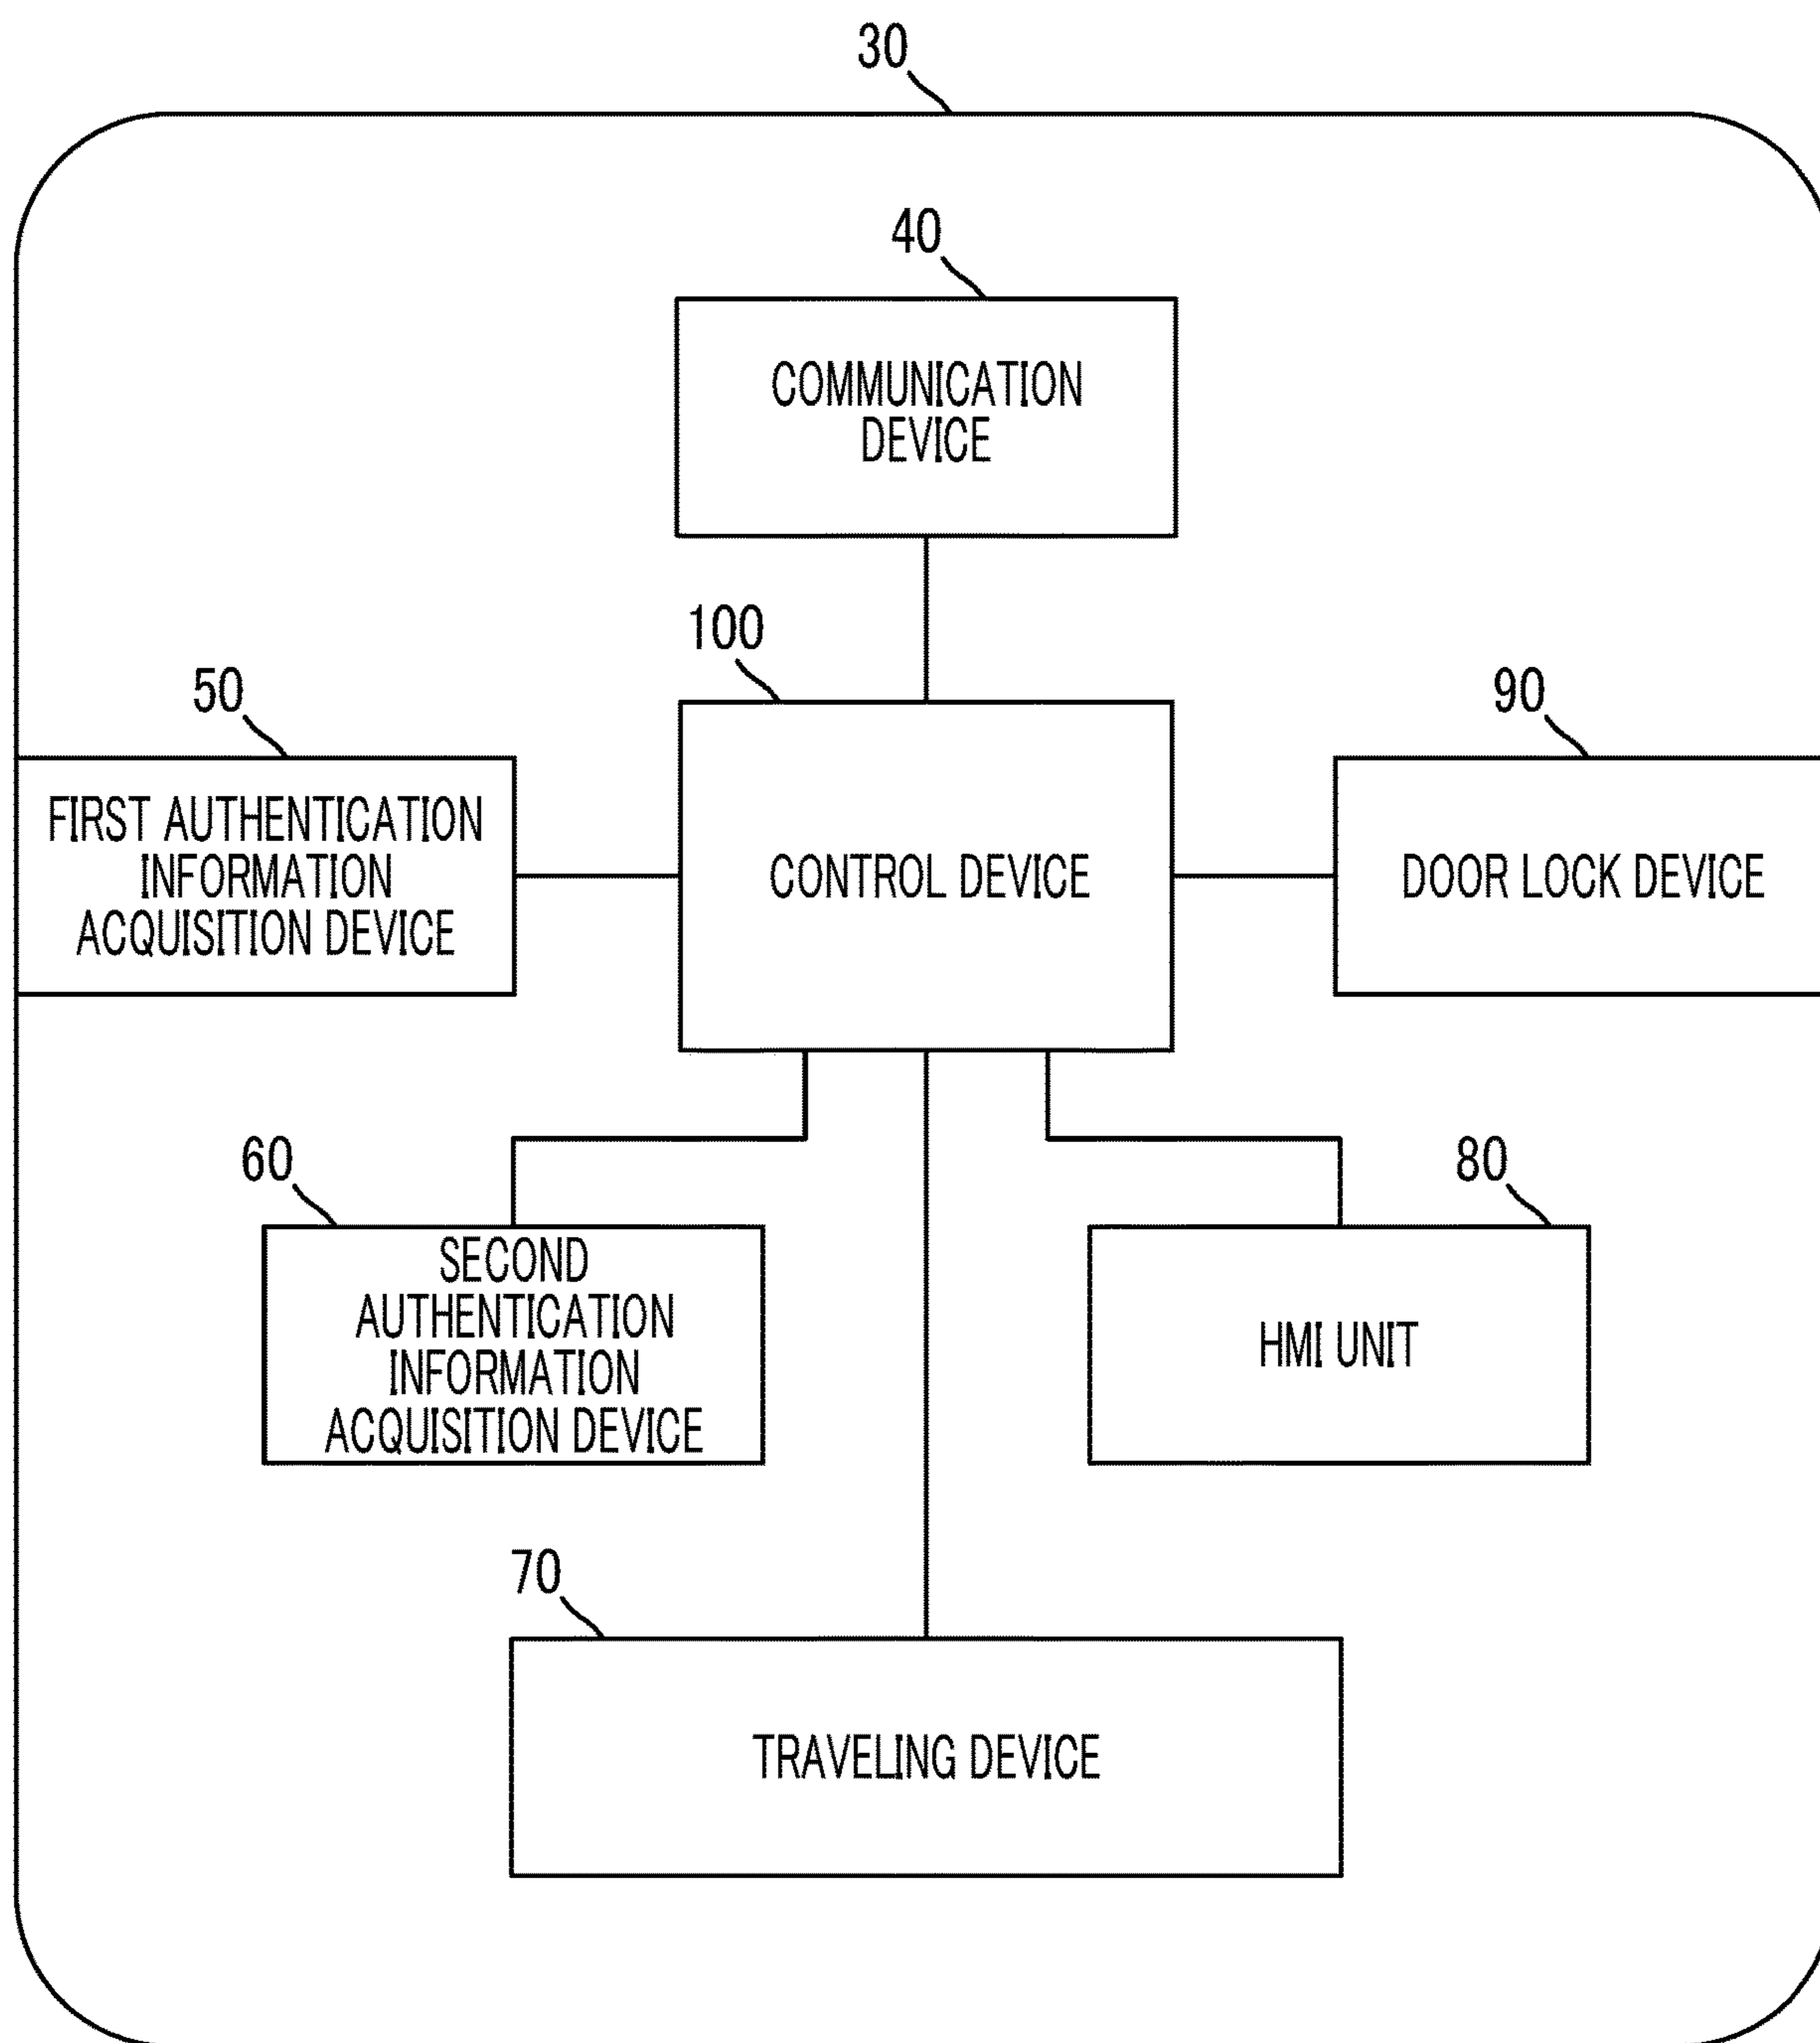 30
40
COMMUNICATION
DEVICE
100
50
90
FIRST AUTHENTICATION
INFORMATION
ACQUISITION DEVICE
CONTROL DEVICE
DOOR LOCK DEVICE
60
80
SECOND
AUTHENTICATION
INFORMATION
ACQUISITION DEVICE
HMI UNIT
70
TRAVELING DEVICE